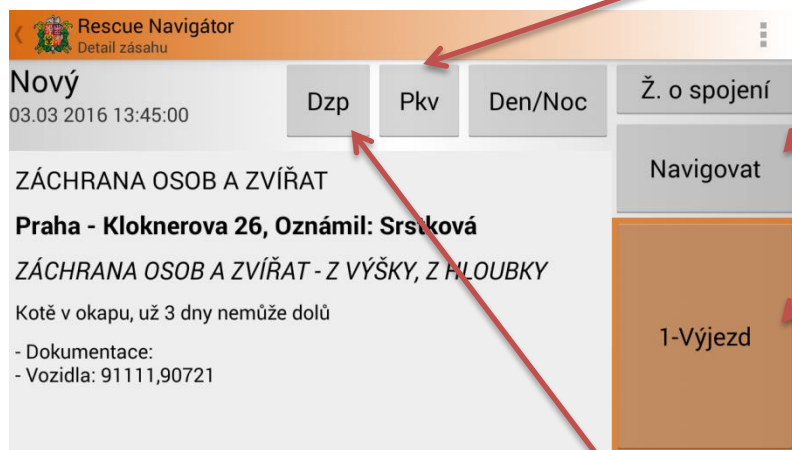 Rescue Navigátor
Detail zásahu
Nový
03.03 2016 13:45:00
Dzp
Pkv
Den/Noc
Ž. o spojení
Navigovat
ZÁCHRANA OSOB A ZVÍŘAT
Praha - Kloknerova 26, Oznámil: Srstková
ZÁCHRANA OSOB A ZVÍŘAT - Z VÝŠKY, Z HLOUBKY
Kotě v okapu, už 3 dny nemůže dolů
- Dokumentace:
- Vozidla: 91111,90721
1-Výjezd